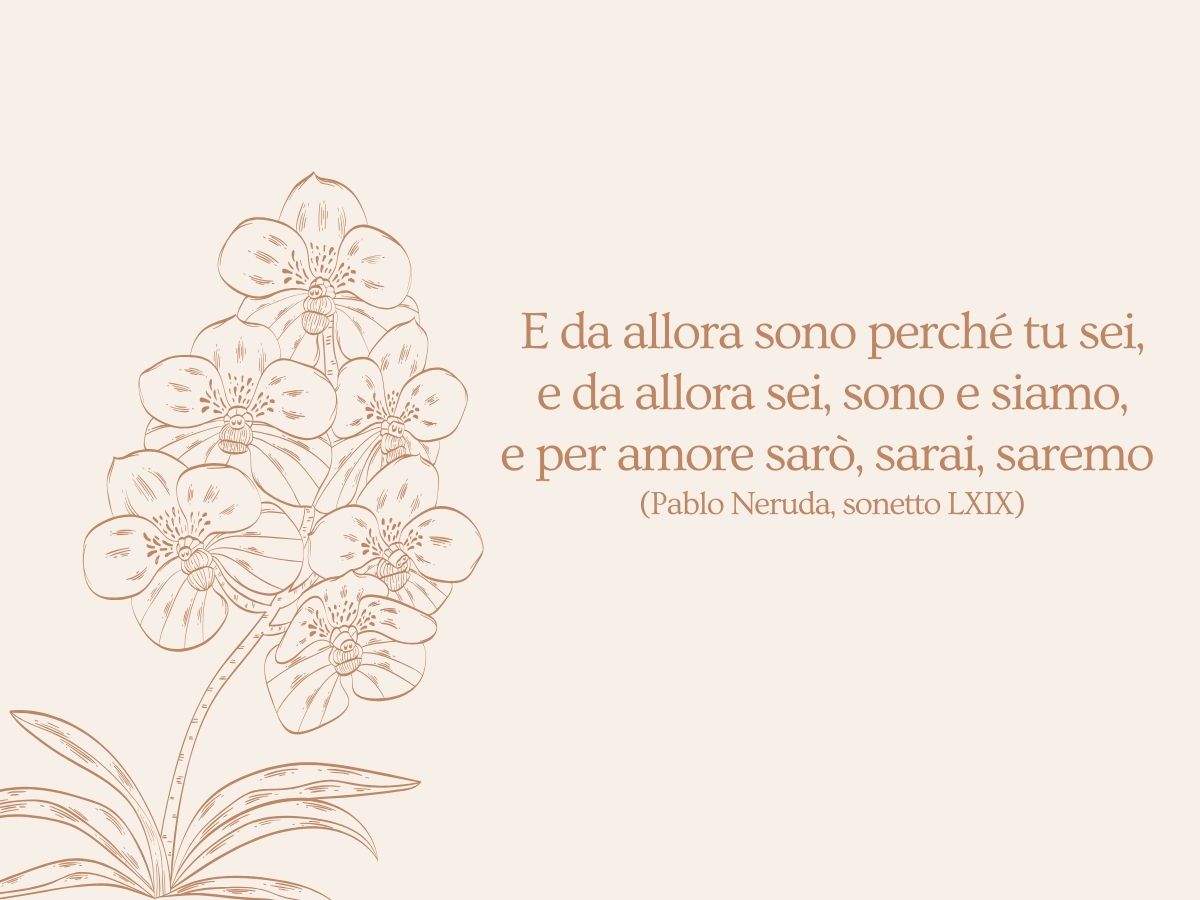 E da allora sono perché tu sei,
e da allora sei, sono e siamo,
e per amore sarò, sarai, saremo
(Pablo Neruda, sonetto LXIX)